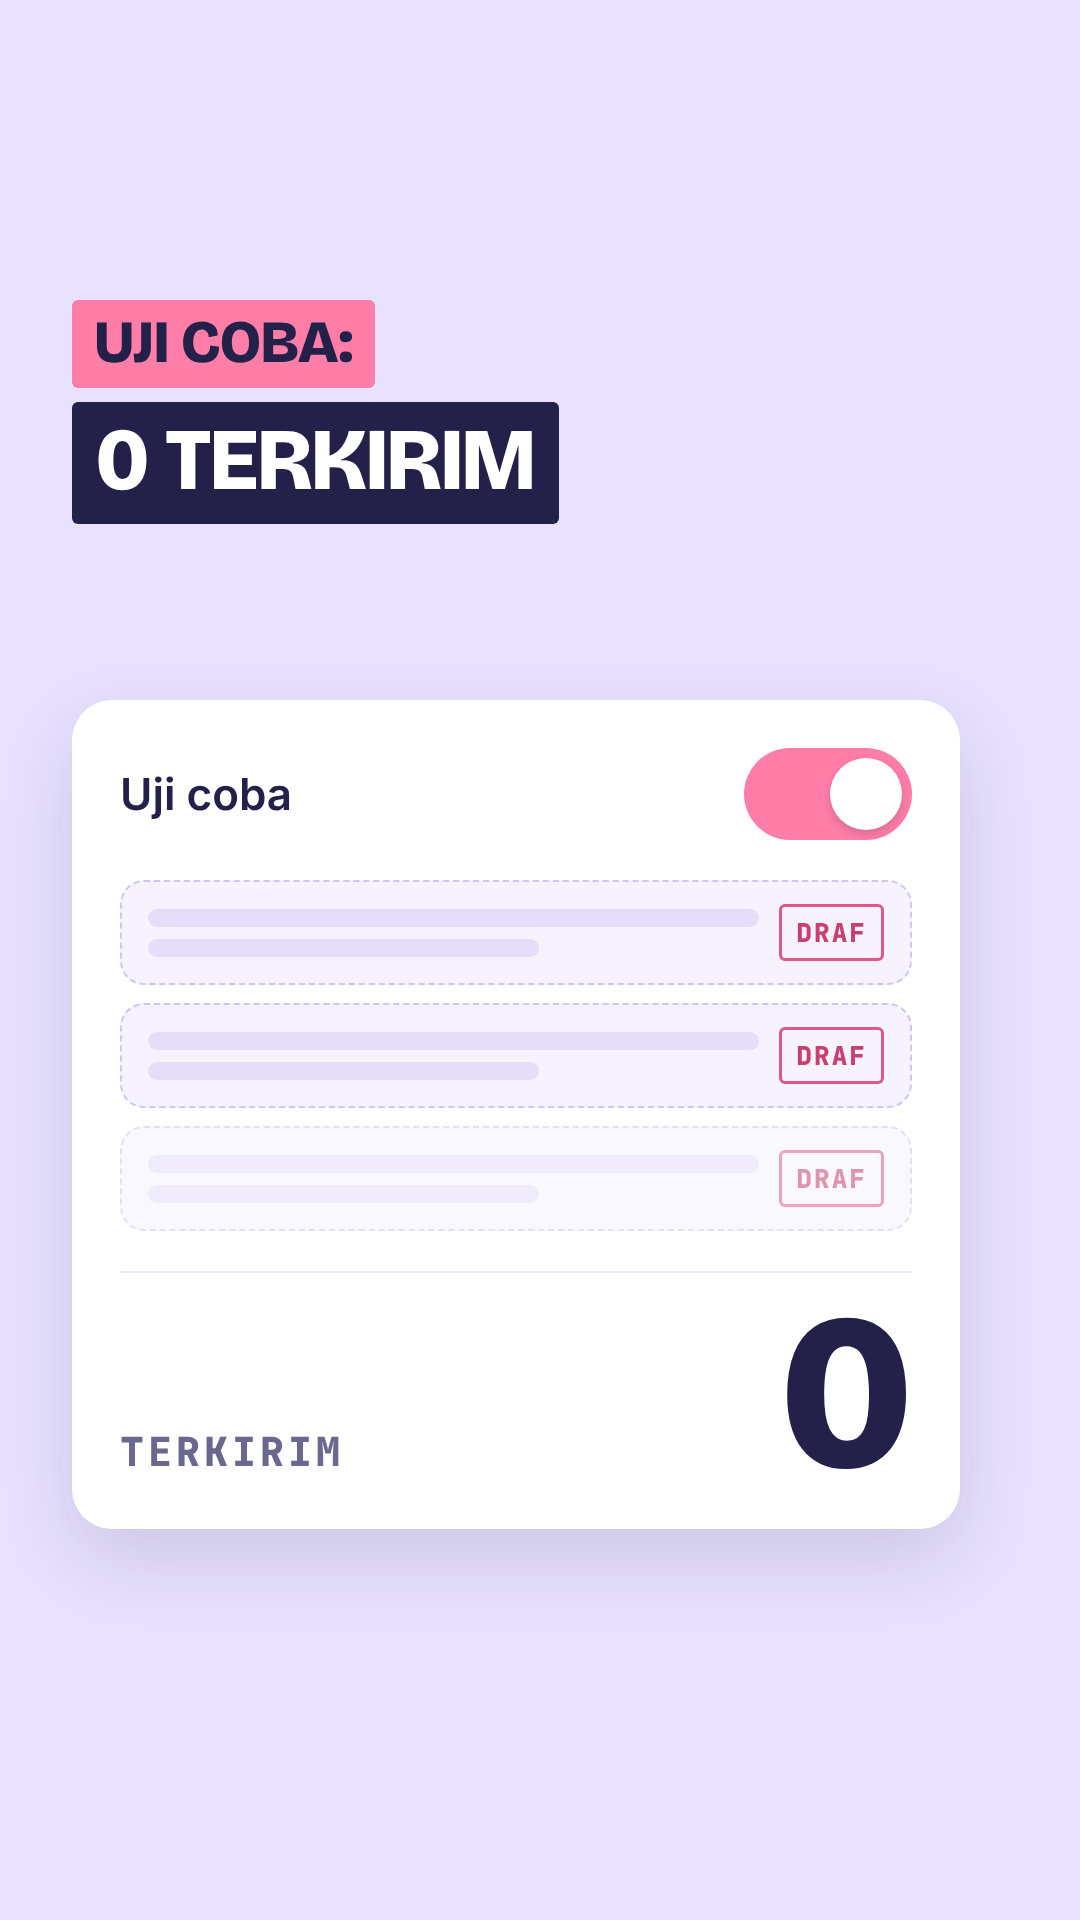 UJI COBA:
0 TERKIRIM
Uji coba
DRAF
DRAF
DRAF
TERKIRIM
0